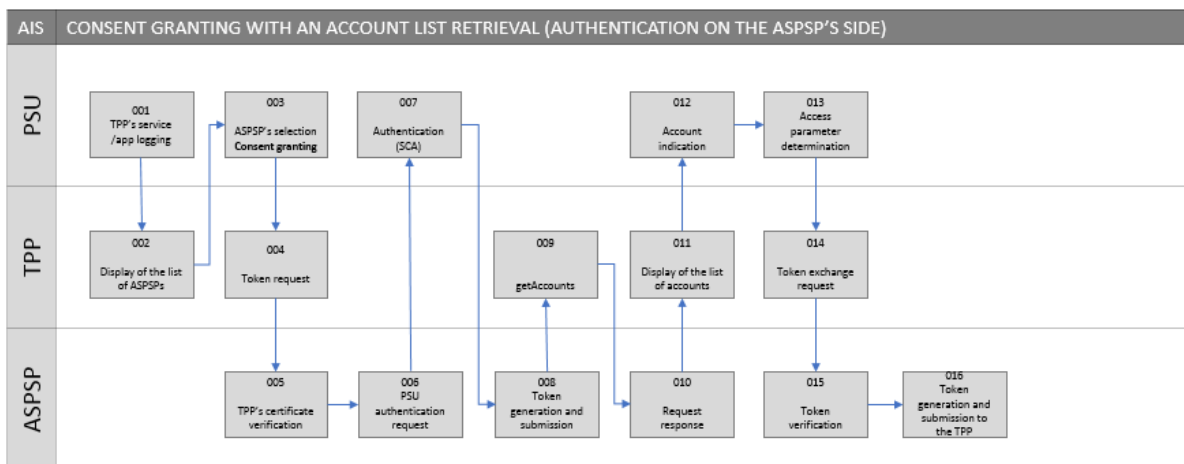 AIS
CONSENT GRANTING WITH AN ACCOUNT LIST RETRIEVAL (AUTHENTICATION ON THE ASPSP'S SIDE)
PSU
001
TPP's service
/app logging
003
ASPSP's selection
Consent granting
007
Authentication
(SCA)
012
Account
indication
013
Access
parameter
determination
TPP
002
Display of the list
of ASPSPs
004
Token request
009
getAccounts
011
Display of the list
of accounts
014
Token exchange
request
ASPSP
005
TPP's certificate
verification
006
PSU
authentication
request
008
Token
generation and
submission
010
Request
response
015
Token
verification
016
Token
generation and
submission to
the TPP